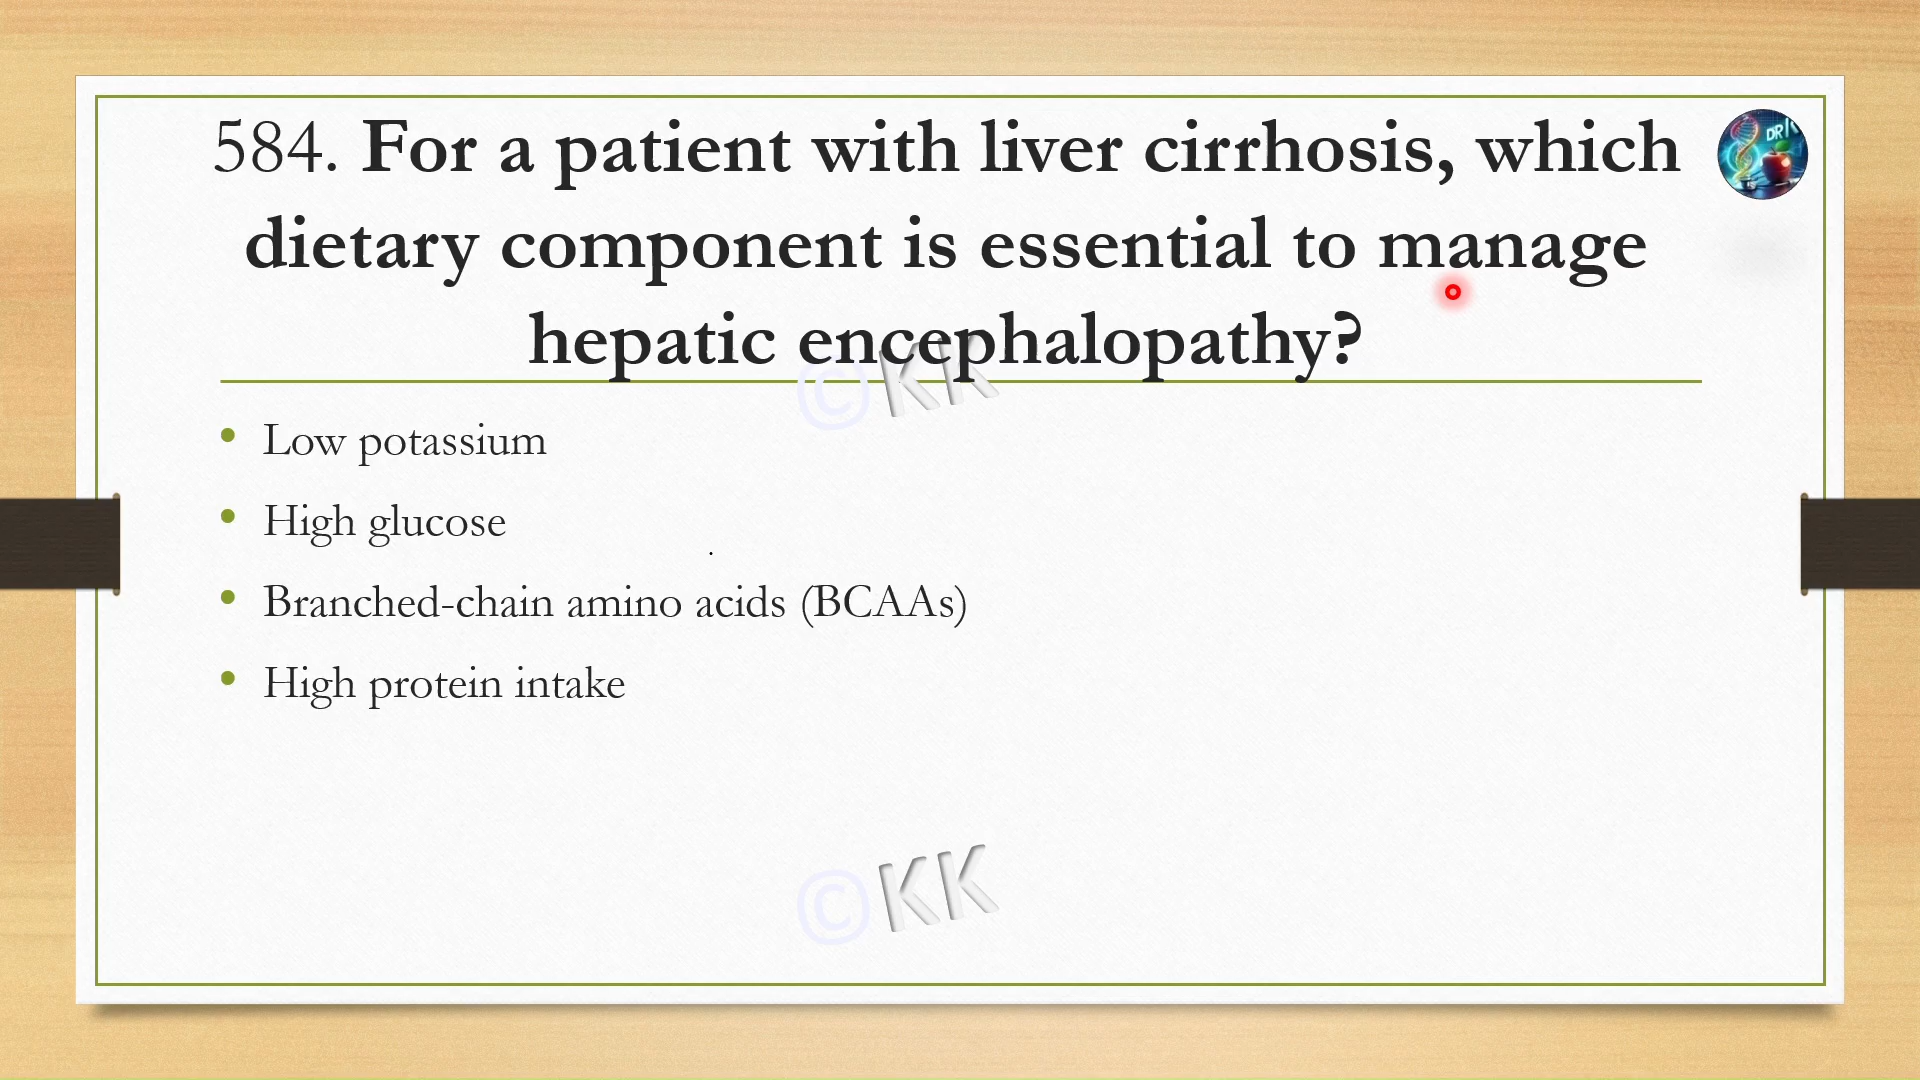 584. For a patient with liver cirrhosis, which
dietary component is essential to manage
hepatic encephalopathy?
©KK
• Low potassium
• High glucose
• Branched-chain amino acids (BCAAs)
• High protein intake
©KK